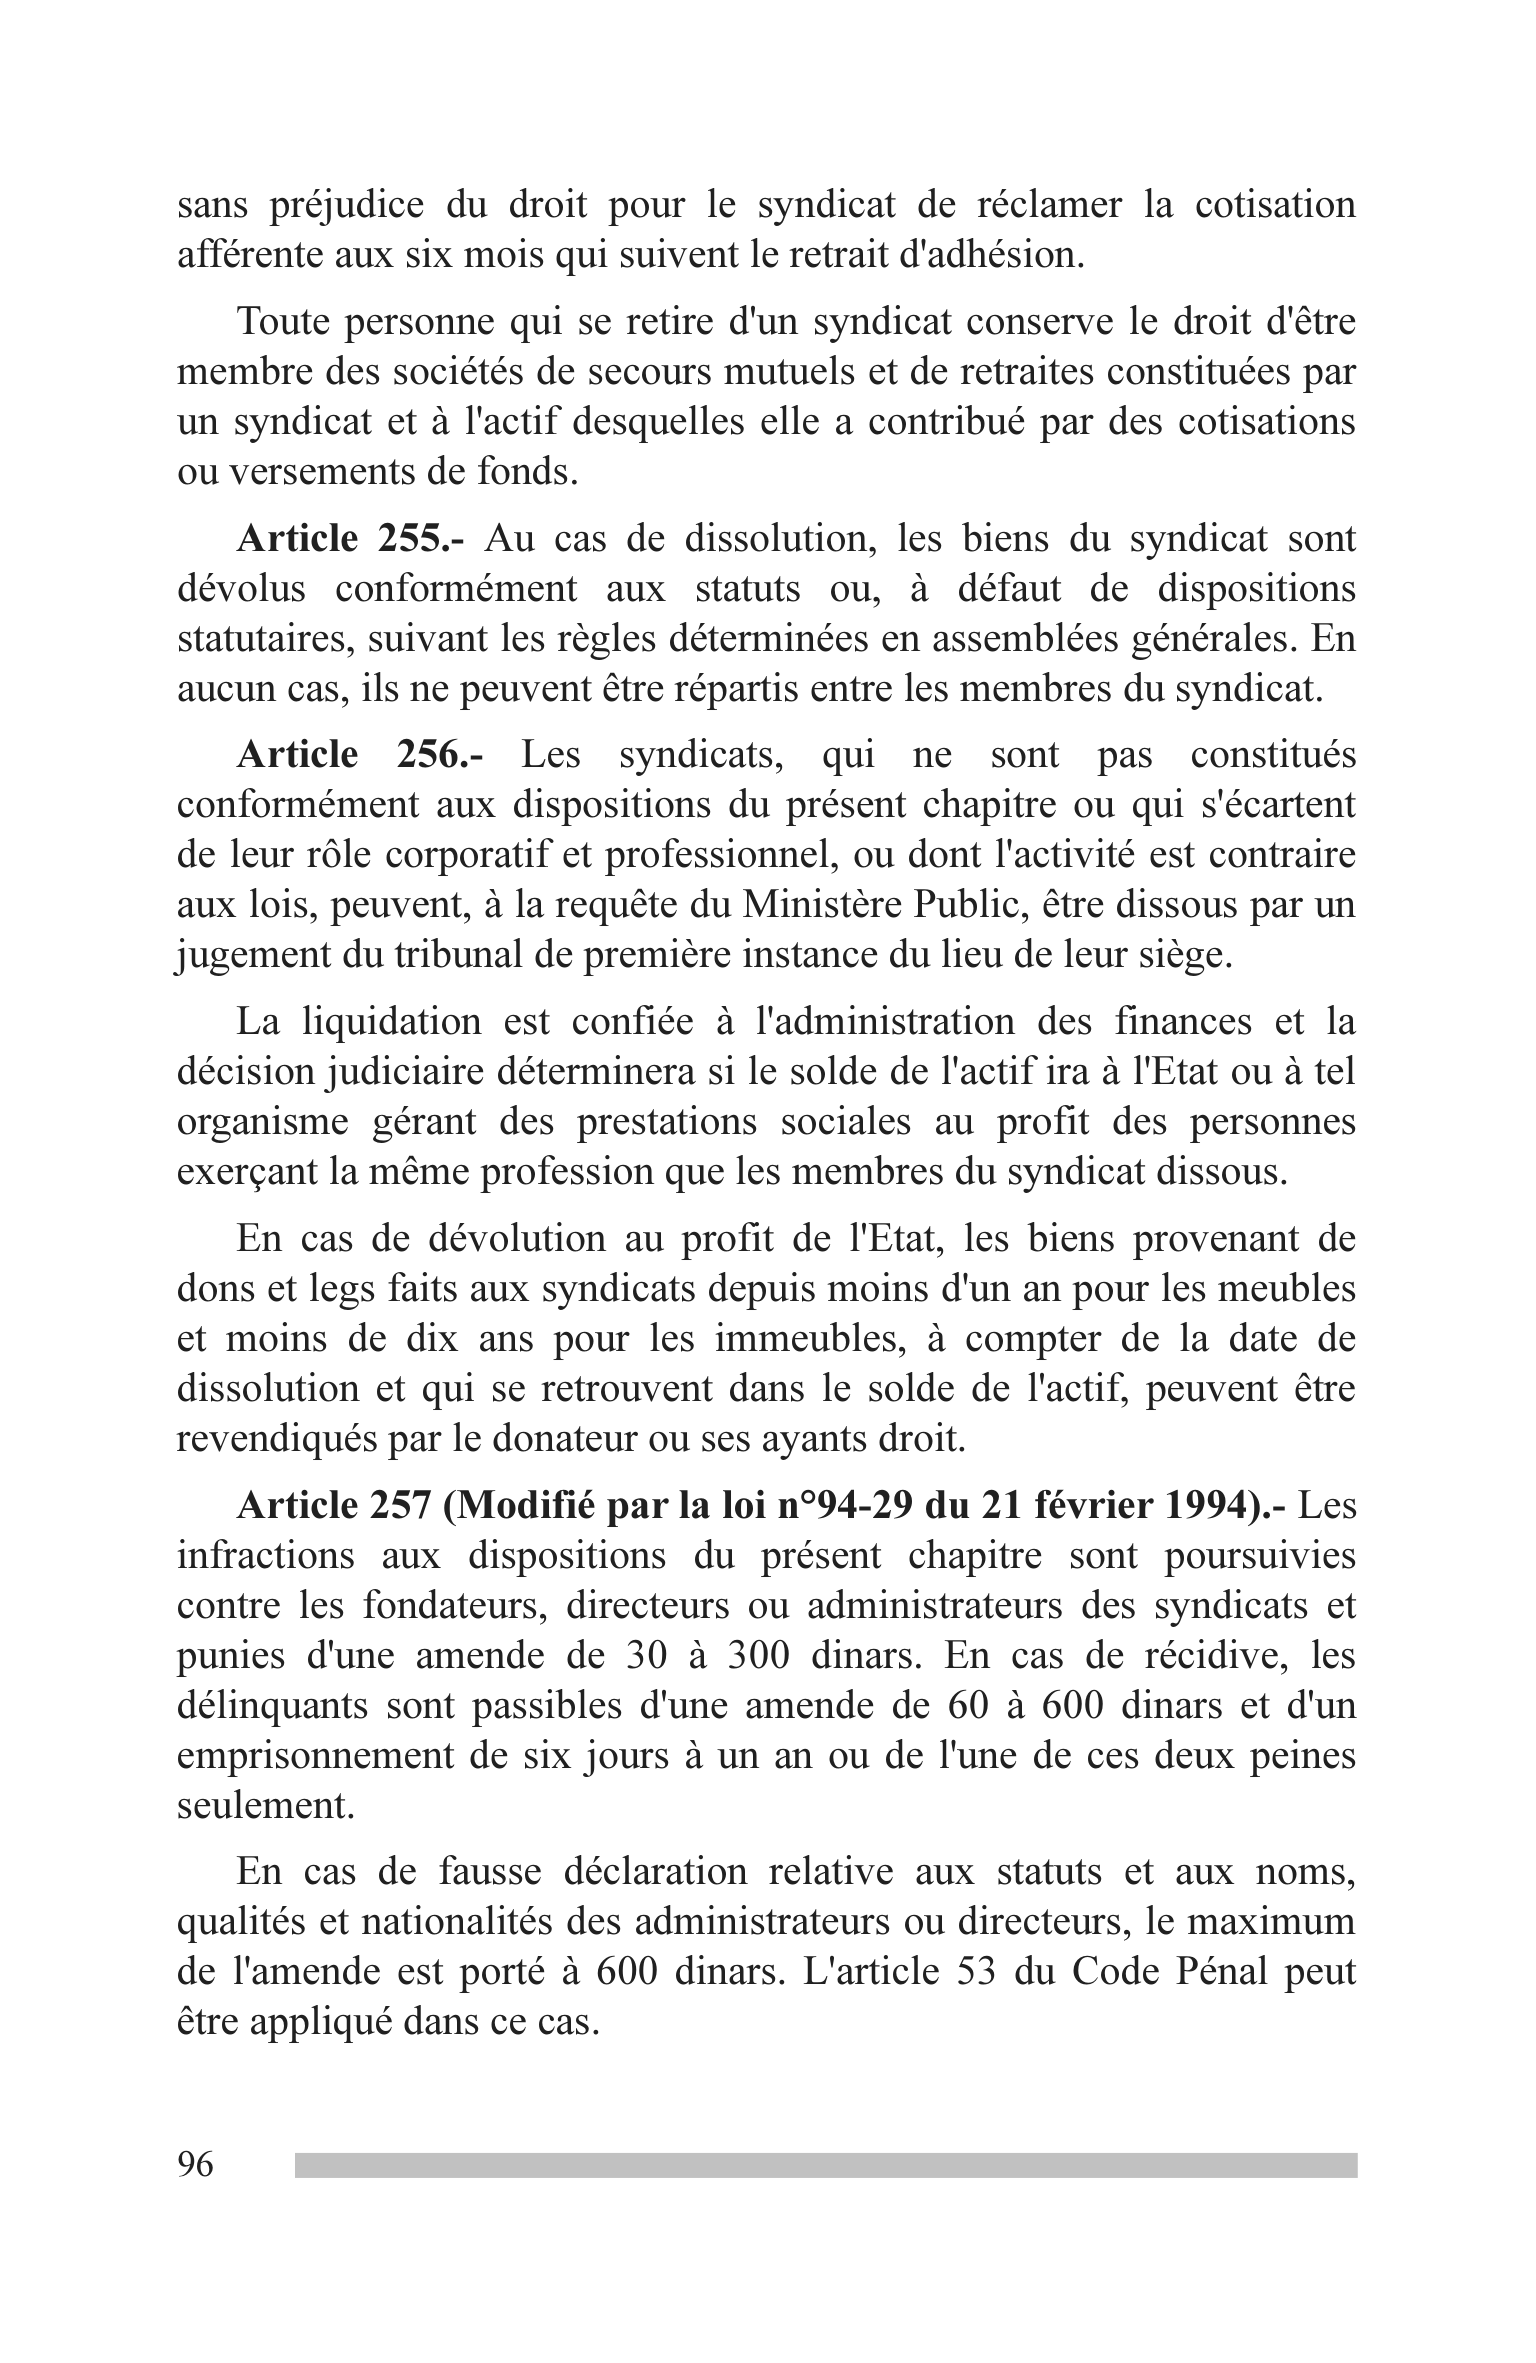 sans préjudice du droit pour le syndicat de réclamer la cotisation
afférente aux six mois qui suivent le retrait d'adhésion.
Toute personne qui se retire d'un syndicat conserve le droit d'être
membre des sociétés de secours mutuels et de retraites constituées par
un syndicat et à l'actif desquelles elle a contribué par des cotisations
ou versements de fonds.
Article 255.- Au cas de dissolution, les biens du syndicat sont
dévolus conformément aux statuts ou, à défaut de dispositions
statutaires, suivant les règles déterminées en assemblées générales. En
aucun cas, ils ne peuvent être répartis entre les membres du syndicat.
Article 256.- Les syndicats, qui ne sont pas constitués
conformément aux dispositions du présent chapitre ou qui s'écartent
de leur rôle corporatif et professionnel, ou dont l'activité est contraire
aux lois, peuvent, à la requête du Ministère Public, être dissous par un
jugement du tribunal de première instance du lieu de leur siège.
La liquidation est confiée à l'administration des finances et la
décision judiciaire déterminera si le solde de l'actif ira à l'Etat ou à tel
organisme gérant des prestations sociales au profit des personnes
exerçant la même profession que les membres du syndicat dissous.
En cas de dévolution au profit de l'Etat, les biens provenant de
dons et legs faits aux syndicats depuis moins d'un an pour les meubles
et moins de dix ans pour les immeubles, à compter de la date de
dissolution et qui se retrouvent dans le solde de l'actif, peuvent être
revendiqués par le donateur ou ses ayants droit.
Article 257 (Modifié par la loi n°94-29 du 21 février 1994).- Les
infractions aux dispositions du présent chapitre sont poursuivies
contre les fondateurs, directeurs ou administrateurs des syndicats et
punies d'une amende de 30 à 300 dinars. En cas de récidive, les
délinquants sont passibles d'une amende de 60 à 600 dinars et d'un
emprisonnement de six jours à un an ou de l'une de ces deux peines
seulement.
En cas de fausse déclaration relative aux statuts et aux noms,
qualités et nationalités des administrateurs ou directeurs, le maximum
de l'amende est porté à 600 dinars. L'article 53 du Code Pénal peut
être appliqué dans ce cas.
96